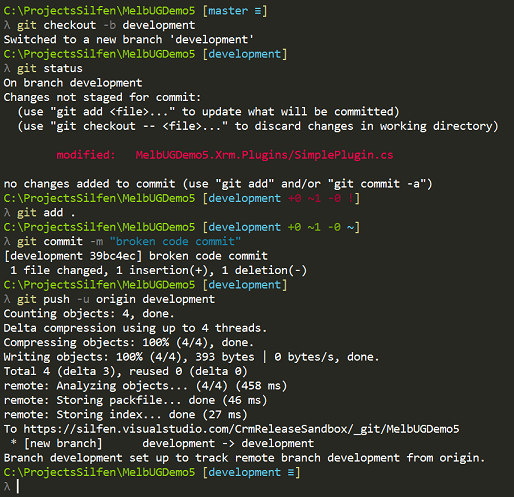 C:\ProjectsSilfen\MelbUGDemo5 [master ≡]
λ git checkout -b development
Switched to a new branch 'development'
C:\ProjectsSilfen\MelbUGDemo5 [development]
λ git status
On branch development
Changes not staged for commit:
  (use "git add <file>..." to update what will be committed)
  (use "git checkout -- <file>..." to discard changes in working directory)
        modified:   MelbUGDemo5.Xrm.Plugins/SimplePlugin.cs
no changes added to commit (use "git add" and/or "git commit -a")
C:\ProjectsSilfen\MelbUGDemo5 [development +0 ~1 -0 !]
λ git add .
C:\ProjectsSilfen\MelbUGDemo5 [development +0 ~1 -0 ~]
λ git commit -m "broken code commit"
[development 39bc4ec] broken code commit
 1 file changed, 1 insertion(+), 1 deletion(-)
C:\ProjectsSilfen\MelbUGDemo5 [development]
λ git push -u origin development
Counting objects: 4, done.
Delta compression using up to 4 threads.
Compressing objects: 100% (4/4), done.
Writing objects: 100% (4/4), 393 bytes | 0 bytes/s, done.
Total 4 (delta 3), reused 0 (delta 0)
remote: Analyzing objects... (4/4) (458 ms)
remote: Storing packfile... done (46 ms)
remote: Storing index... done (27 ms)
To https://silfen.visualstudio.com/CrmReleaseSandbox/_git/MelbUGDemo5
 * [new branch]      development -> development
Branch development set up to track remote branch development from origin.
C:\ProjectsSilfen\MelbUGDemo5 [development ≡]
λ